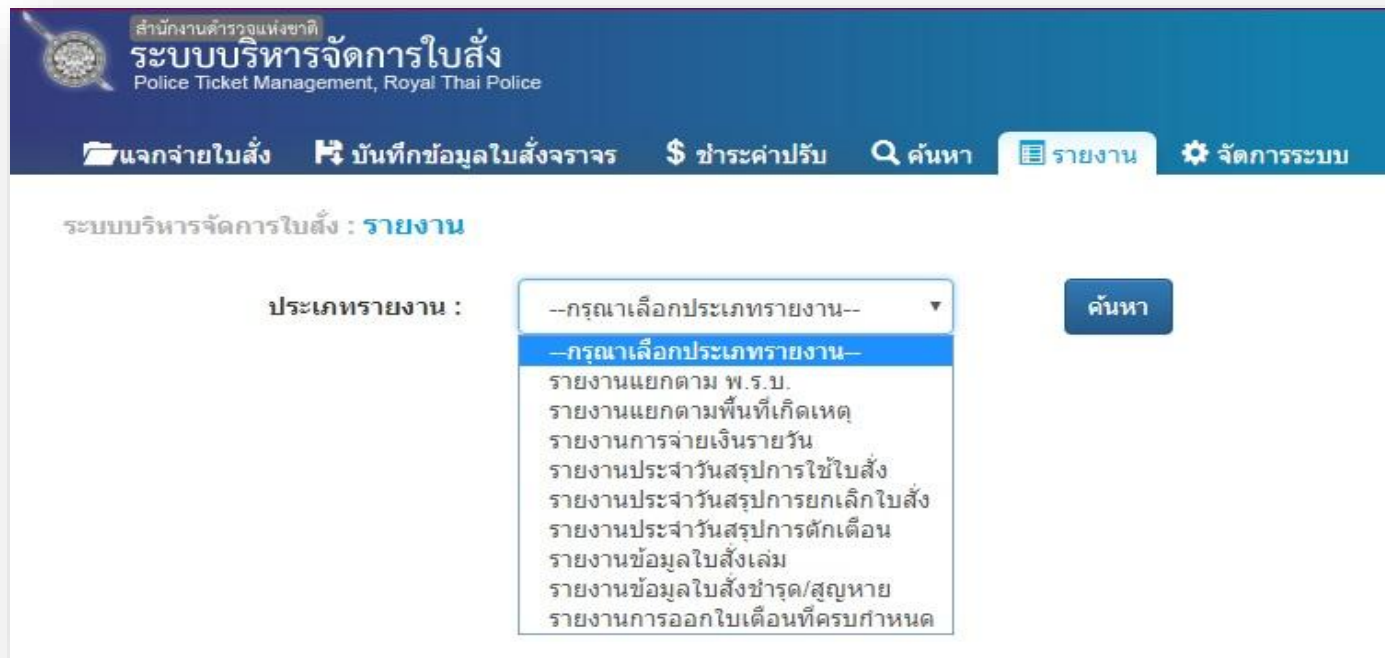 สำนักงานตำรวจแห่งชาติ
ระบบบริหารจัดการใบสั่ง
Police Ticket Management, Royal Thai Police
แจกจ่ายใบสั่ง บันทึกข้อมูลใบสั่งจราจร $ ชำระค่าปรับ ค้นหา รายงาน จัดการระบบ
ระบบบริหารจัดการใบสั่ง : รายงาน
ประเภทรายงาน : --กรุณาเลือกประเภทรายงาน-- ค้นหา
--กรุณาเลือกประเภทรายงาน--
รายงานแยกตาม พ.ร.บ.
รายงานแยกตามพื้นที่เกิดเหตุ
รายงานการจ่ายเงินรายวัน
รายงานประจำวันสรุปการใช้ใบสั่ง
รายงานประจำวันสรุปการยกเลิกใบสั่ง
รายงานประจำวันสรุปการตักเตือน
รายงานข้อมูลใบสั่งเล่ม
รายงานข้อมูลใบสั่งชำรุด/สูญหาย
รายงานการออกใบเตือนที่ครบกำหนด